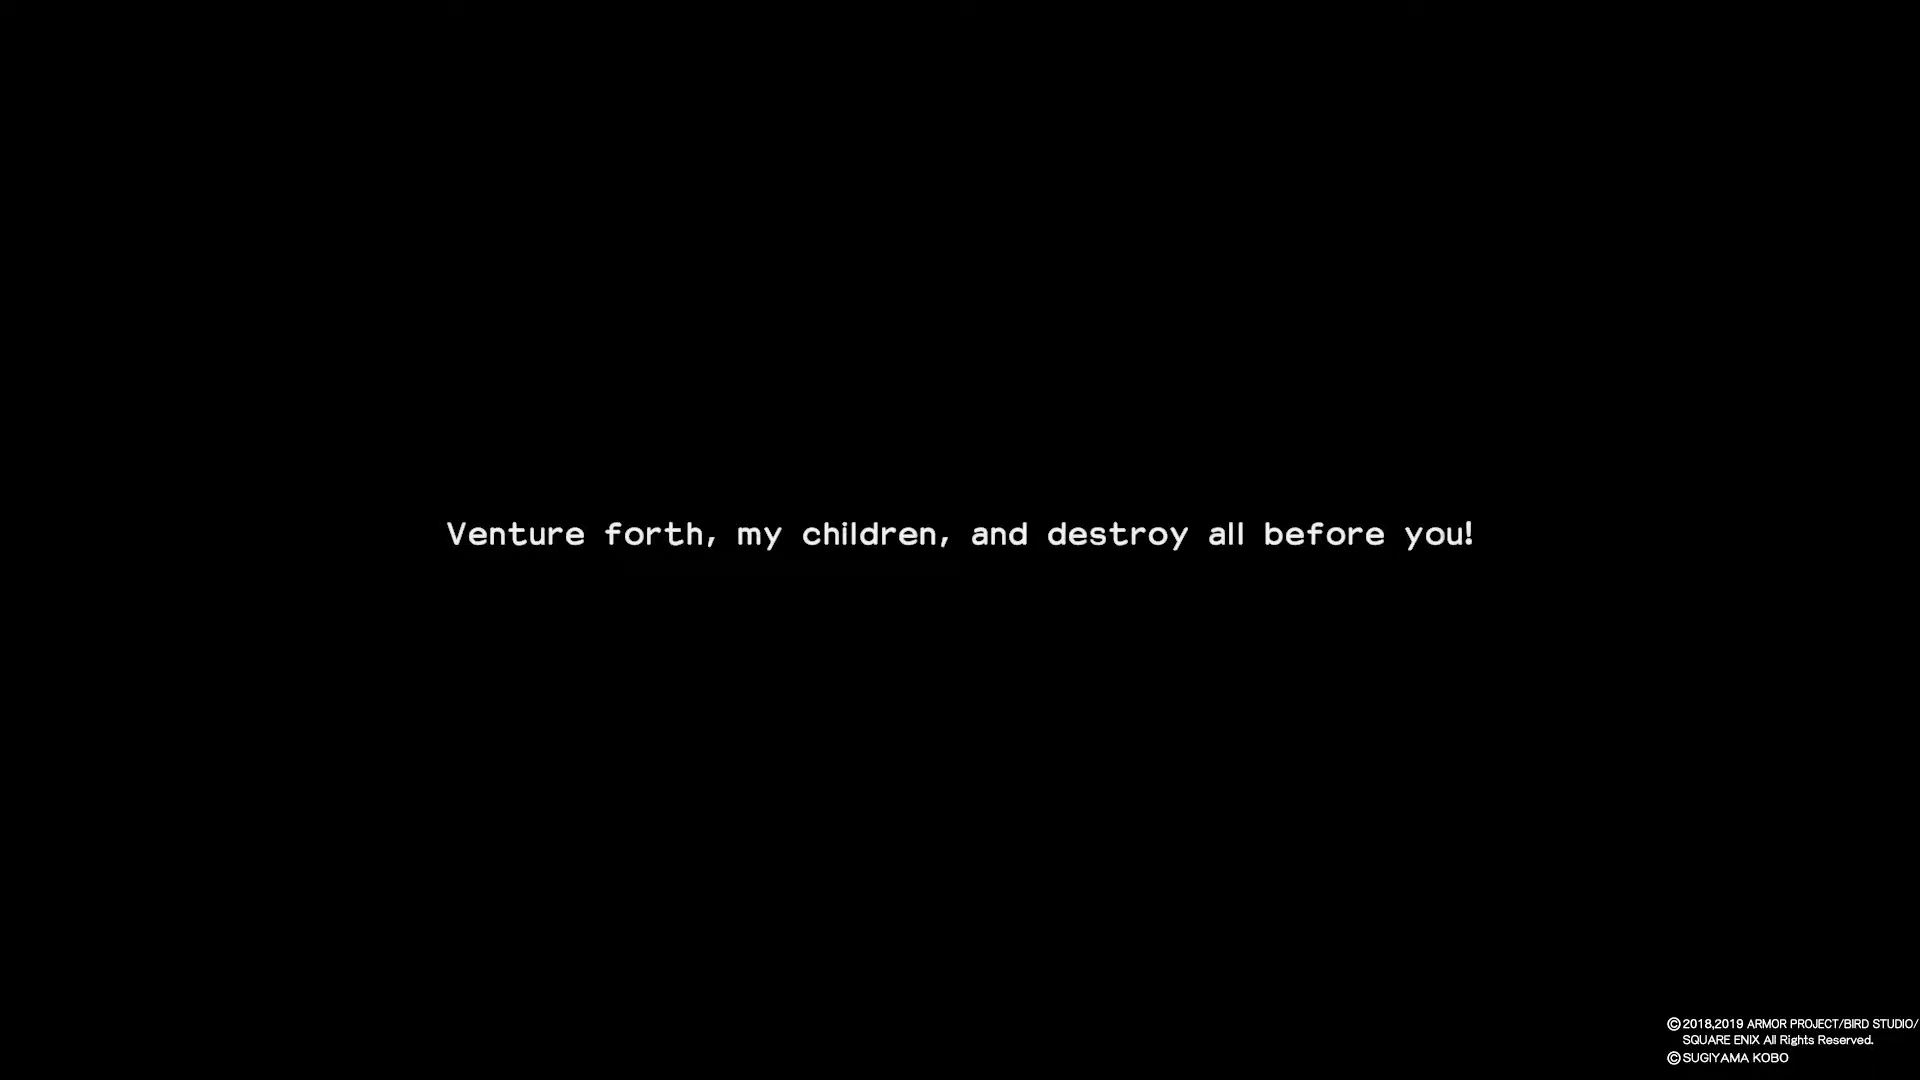 Venture forth, my children, and destroy all before you!
©2018,2019 ARMOR PROJECT/BIRD STUDIO/
SQUARE ENIX All Rights Reserved.
©SUGIYAMA KOBO